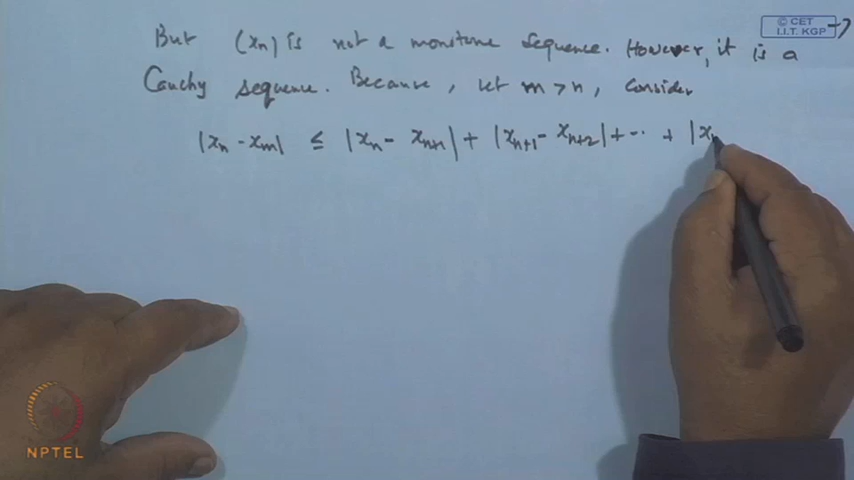 © CET
I.I.T. KGP
But (xn) is not a monotone sequence. However, it is a
Cauchy sequence. Because, let m > n, consider
|xn - xm| ≤ |xn - xn+1| + |xn+1 - xn+2| + -- + |xn
NPTEL